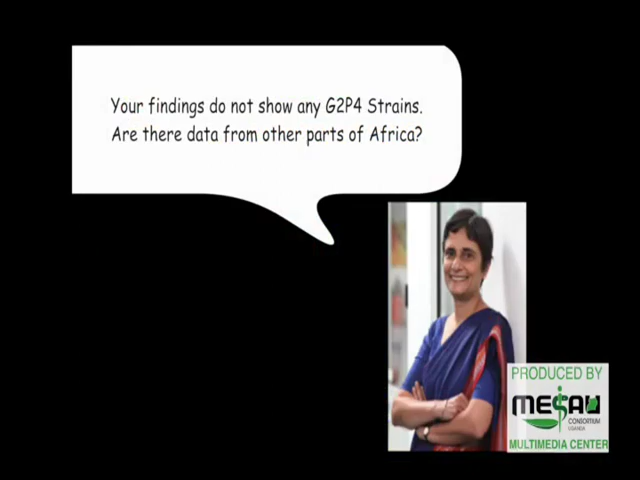 Your findings do not show any G2P4 Strains.
Are there data from other parts of Africa?
PRODUCED BY
MESAU
CONSORTIUM
UGANDA
MULTIMEDIA CENTER